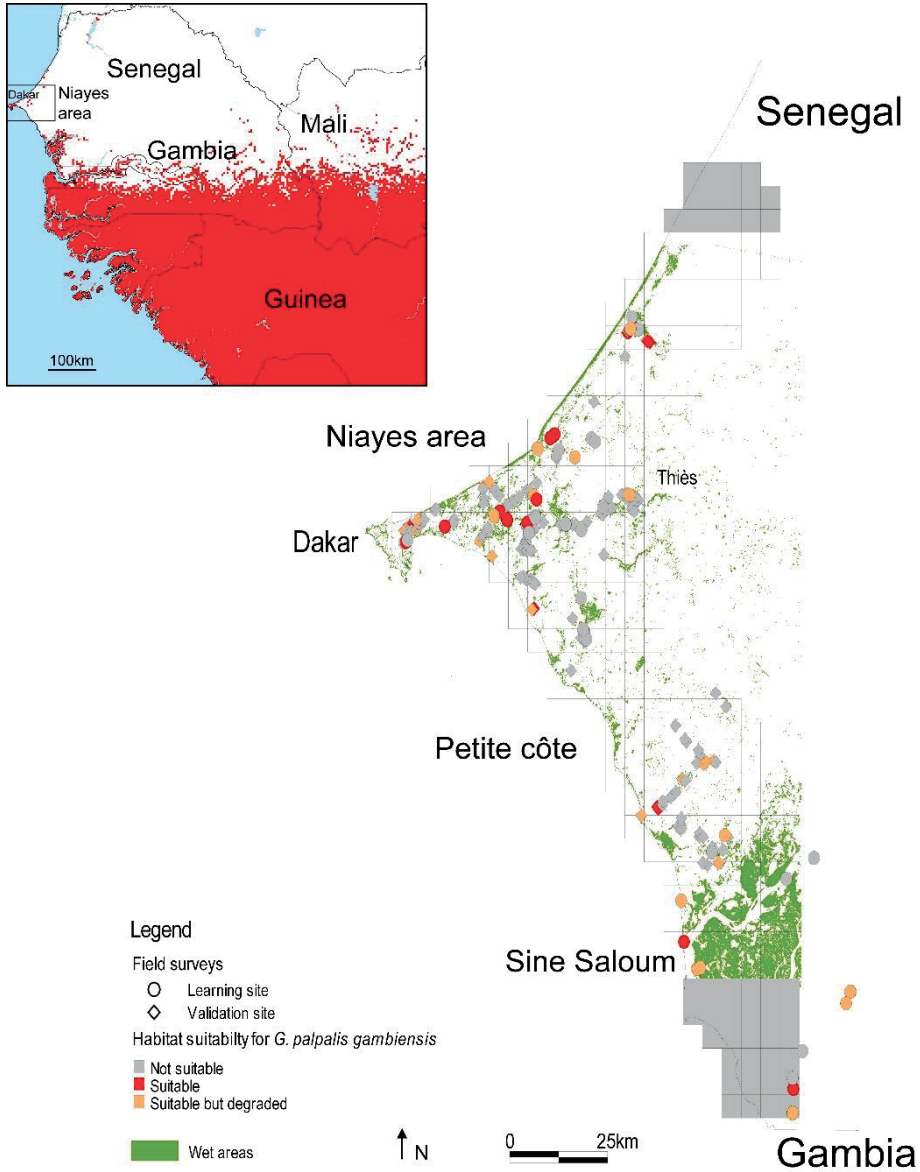 Senegal
Dakar
Niayes
area
Mali
Gambia
Guinea
100km
Senegal
Niayes area
Thiès
Dakar
Petite côte
Sine Saloum
Legend
Field surveys
Learning site
Validation site
Habitat suitabilty for G. palpalis gambiensis
Not suitable
Suitable
Suitable but degraded
Wet areas
N
0 25km
Gambia